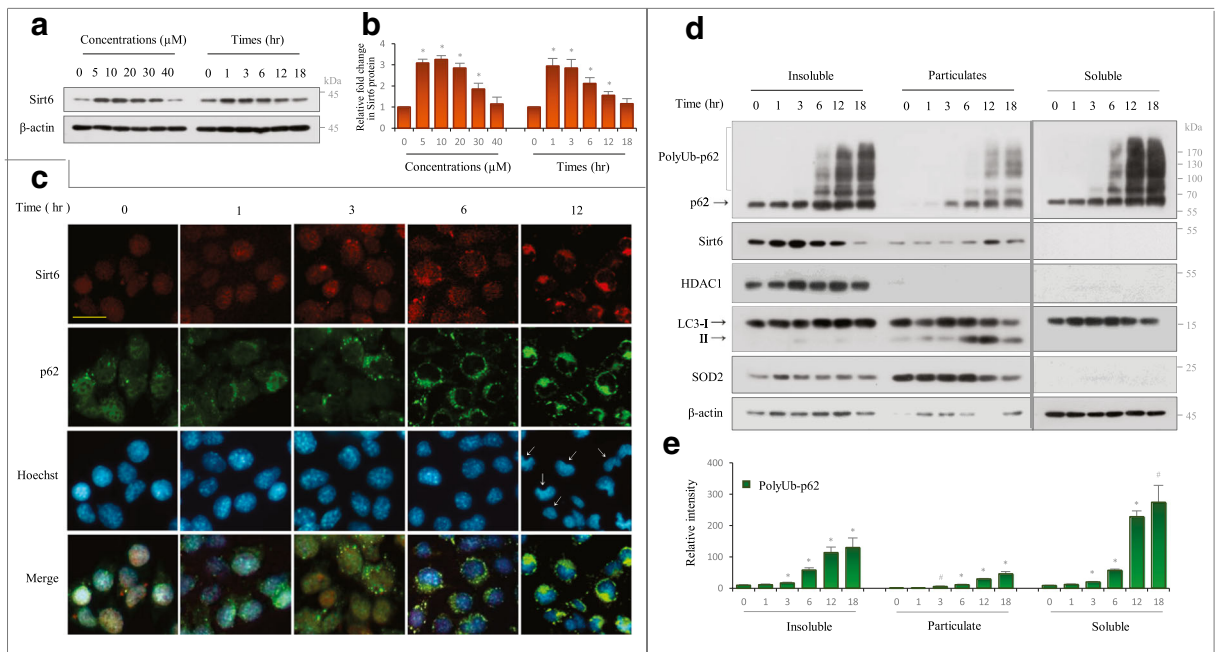 a
Concentrations (µM) Times (hr)
0 5 10 20 30 40 0 1 3 6 12 18
kDa
Sirt6
45
β-actin
45
b
Relative fold change
in Sirt6 protein
4
3
2
1
0
* * * * * * * *
0 5 10 20 30 40 0 1 3 6 12 18
Concentrations (µM) Times (hr)
c
Time ( hr )
0 1 3 6 12
Sirt6
p62
Hoechst
Merge
d
Insoluble Particulates Soluble
Time (hr) 0 1 3 6 12 18 0 1 3 6 12 18 0 1 3 6 12 18
kDa
PolyUb-p62
170
130
100
70
p62 →
55
Sirt6
55
HDAC1
55
LC3-I →
15
II →
SOD2
25
β-actin
45
e
Relative intensity
400
300
200
100
0
PolyUb-p62
* * * * # * * * * * * #
0 1 3 6 12 18 0 1 3 6 12 18 0 1 3 6 12 18
Insoluble Particulate Soluble